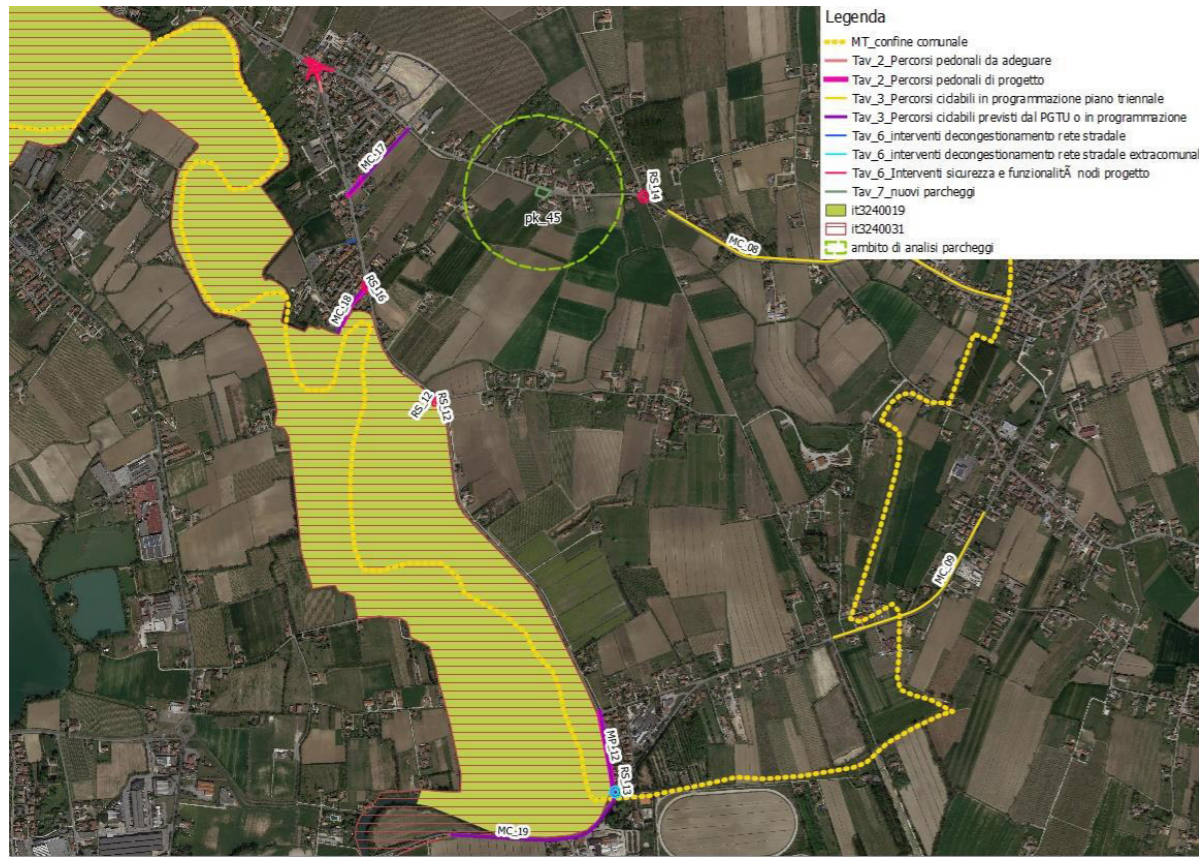 Legenda
MT_confine comunale
Tav_2_Percorsi pedonali da adeguare
Tav_2_Percorsi pedonali di progetto
Tav_3_Percorsi ciclabili in programmazione piano triennale
Tav_3_Percorsi ciclabili previsti dal PGTU o in programmazione
Tav_6_interventi decongestionamento rete stradale
Tav_6_interventi decongestionamento rete stradale extracomunal
Tav_6_Interventi sicurezza e funzionalitÃ nodi progetto
Tav_7_nuovi parcheggi
it3240019
it3240031
ambito di analisi parcheggi
MC_17
pk_45
RS_14
MC_08
RS_16
MC_18
RS_12
RS_12
MC_09
MP_12
RS_13
MC_19